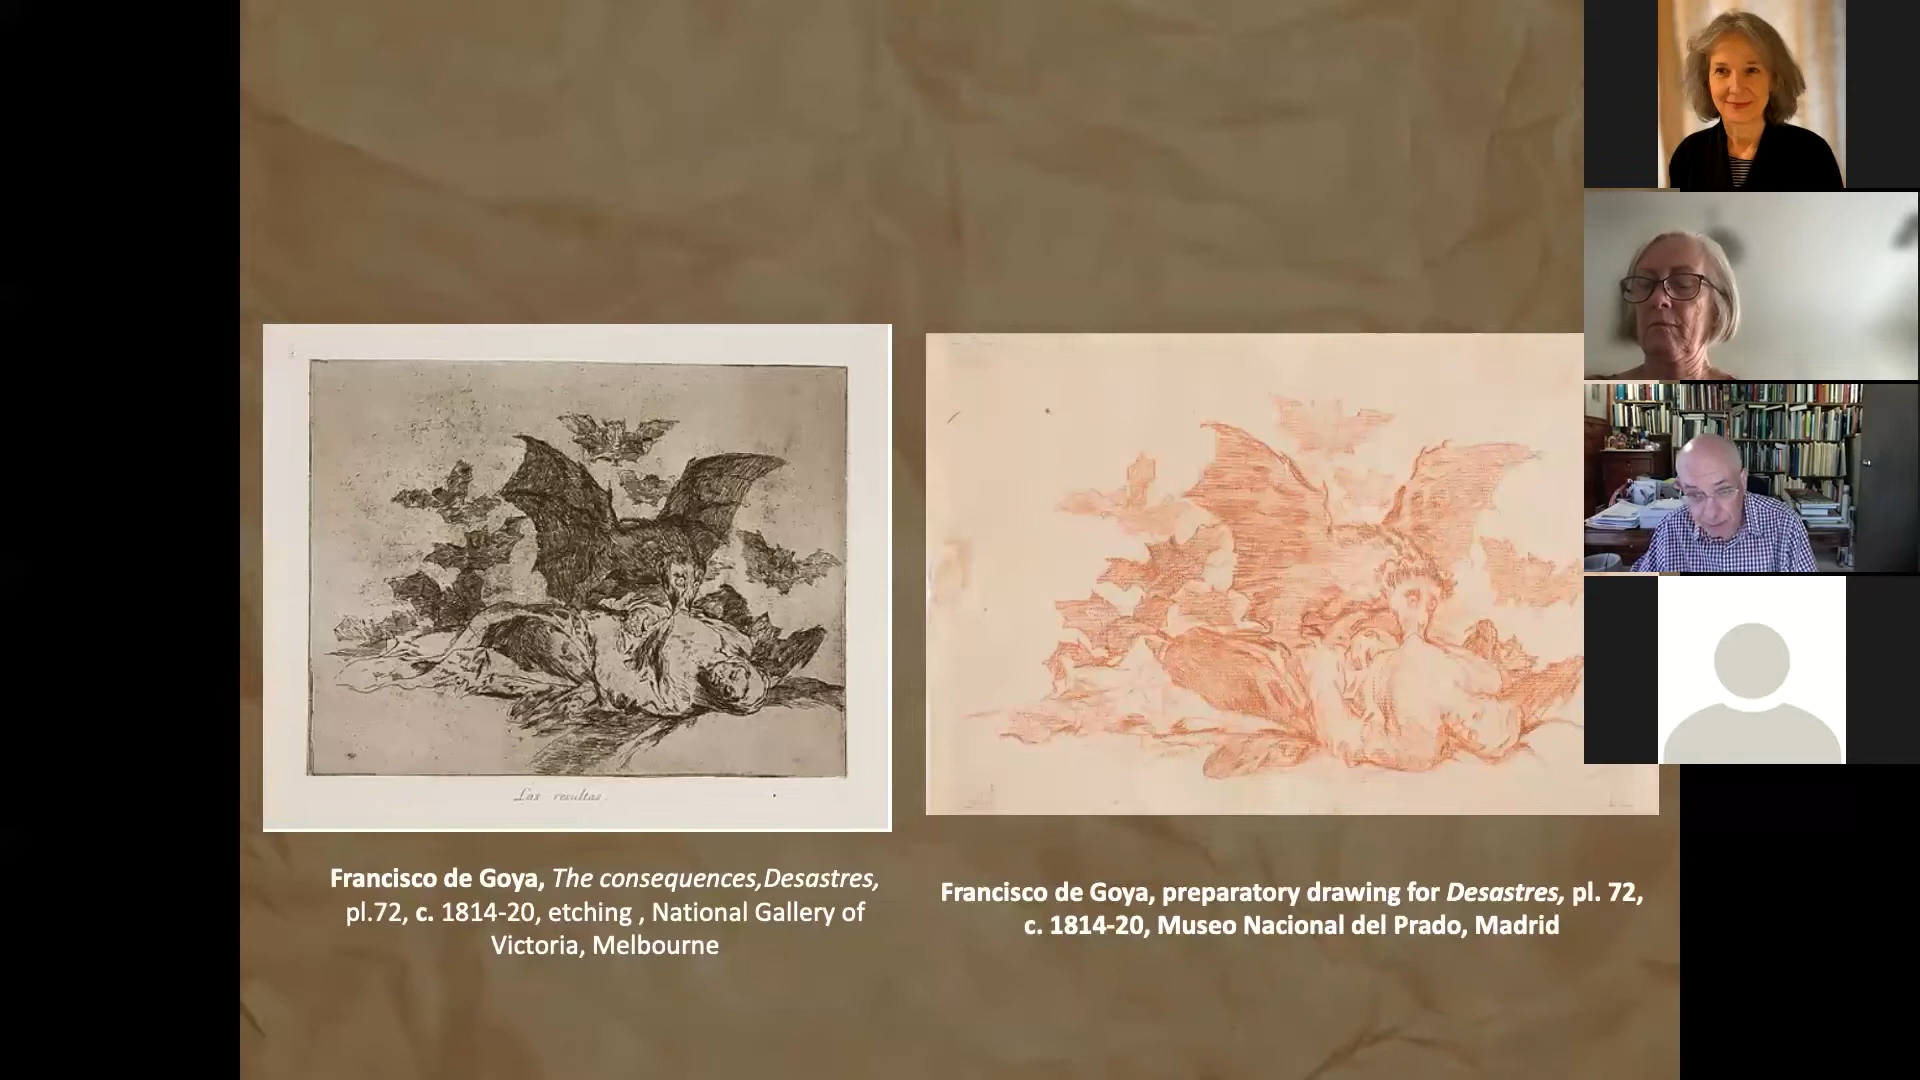 Las resultas.
Francisco de Goya, The consequences,Desastres,
pl.72, c. 1814-20, etching , National Gallery of
Victoria, Melbourne
Francisco de Goya, preparatory drawing for Desastres, pl. 72,
c. 1814-20, Museo Nacional del Prado, Madrid